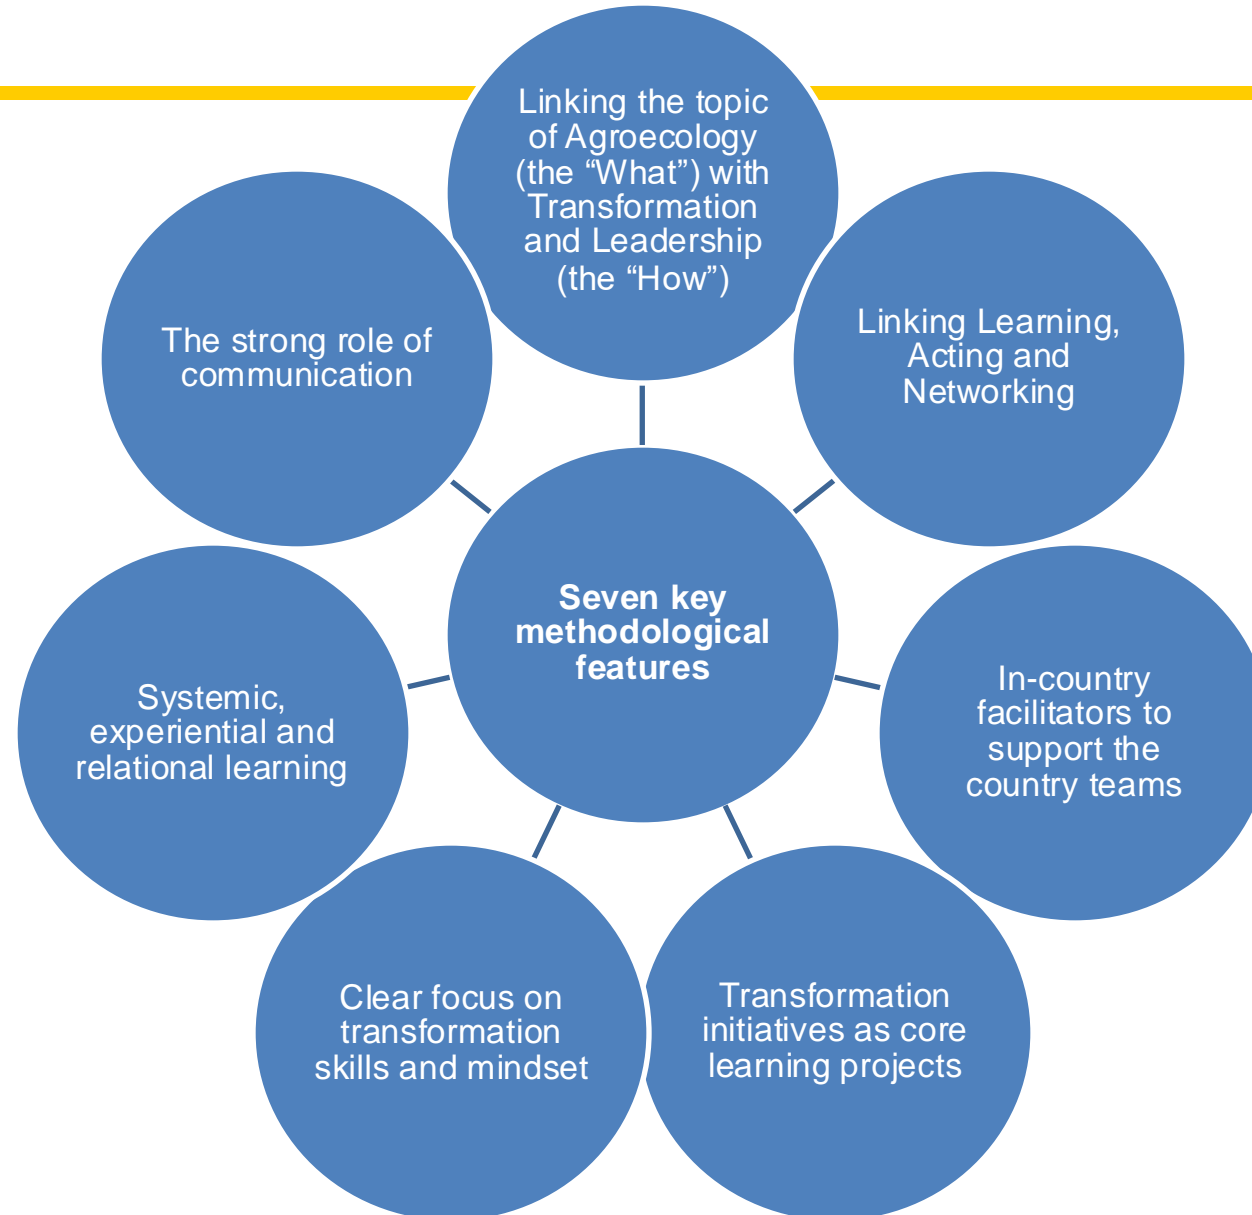 Linking the topic
of Agroecology
(the “What”) with
Transformation
and Leadership
(the “How”)
Linking Learning,
Acting and
Networking
In-country
facilitators to
support the
country teams
Transformation
initiatives as core
learning projects
Clear focus on
transformation
skills and mindset
Systemic,
experiential and
relational learning
The strong role of
communication
Seven key
methodological
features